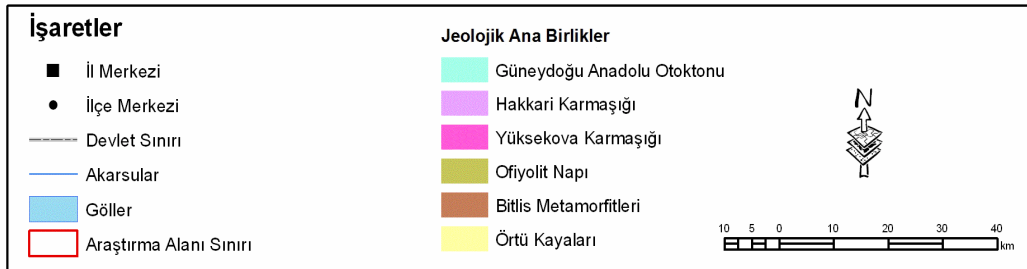 İşaretler
İl Merkezi
İlçe Merkezi
Devlet Sınırı
Akarsular
Göller
Araştırma Alanı Sınırı
Jeolojik Ana Birlikler
Güneydoğu Anadolu Otoktonu
Hakkari Karmaşığı
Yüksekova Karmaşığı
Ofiyolit Napı
Bitlis Metamorfitleri
Örtü Kayaları
N
10 5 0 10 20 30 40
km